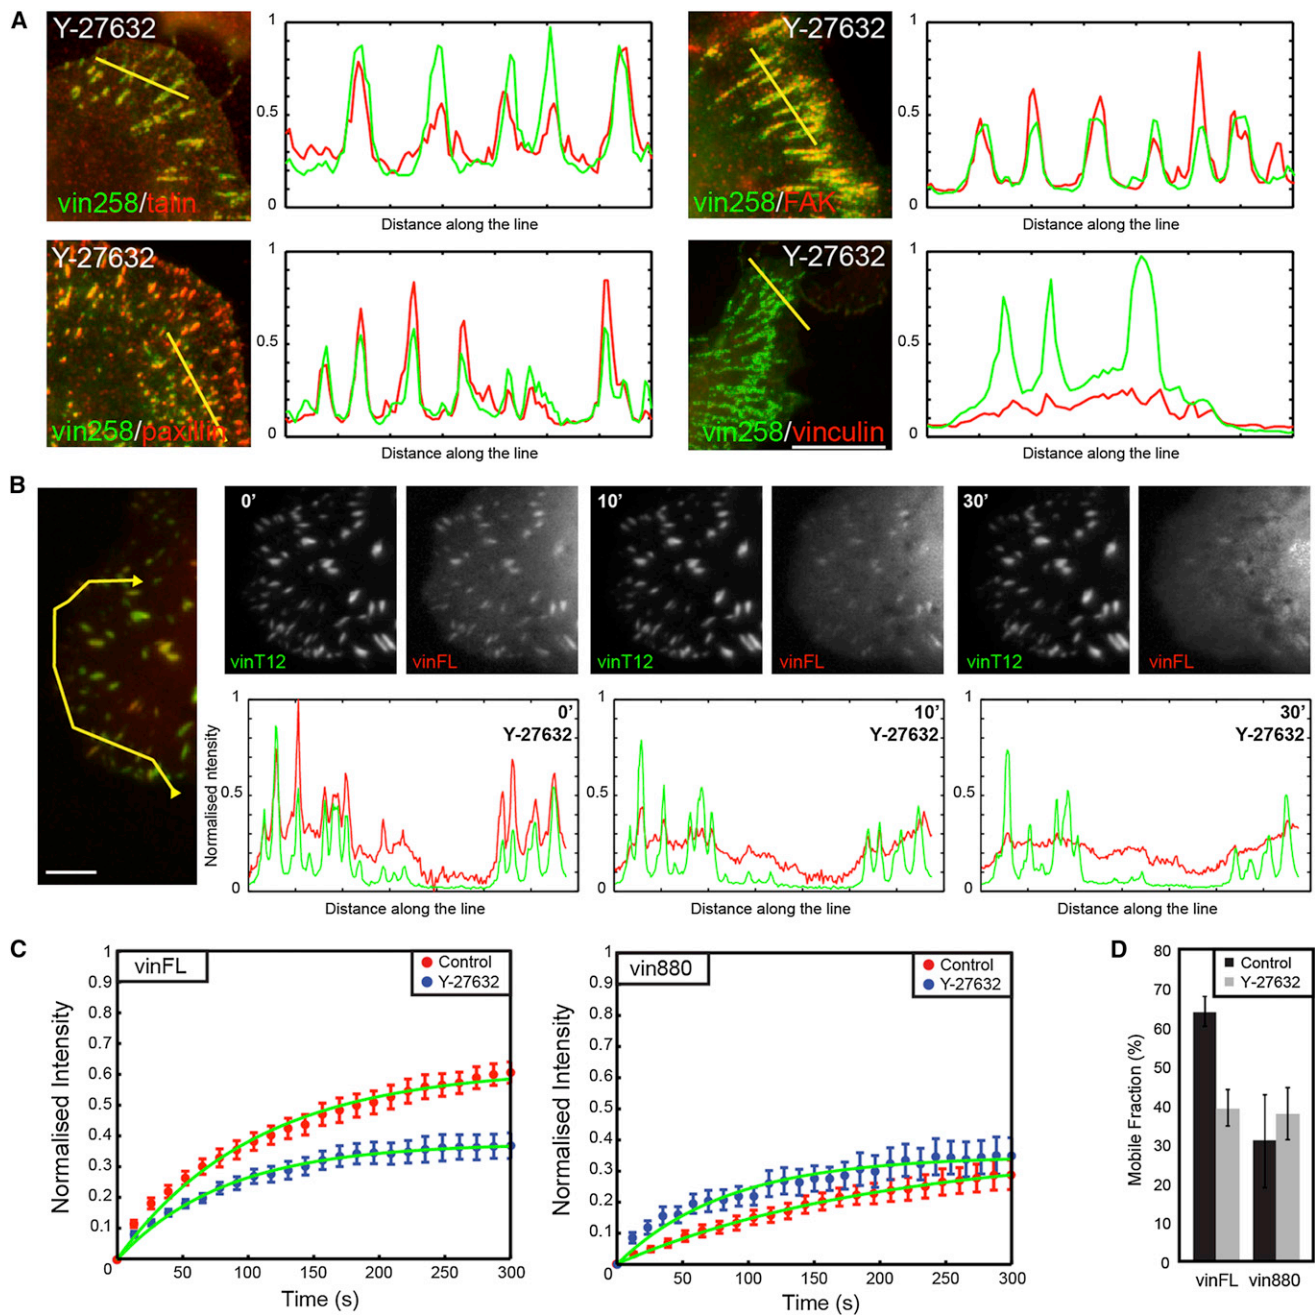 A
Y-27632
vin258/talin
1
0.5
0
Distance along the line
Y-27632
vin258/FAK
1
0.5
0
Distance along the line
Y-27632
vin258/paxillin
1
0.5
0
Distance along the line
Y-27632
vin258/vinculin
1
0.5
0
Distance along the line
B
0'
vinT12
vinFL
10'
vinT12
vinFL
30'
vinT12
vinFL
Normalised Intensity
1
0.5
0
0'
Y-27632
Distance along the line
1
0.5
0
10'
Y-27632
Distance along the line
1
0.5
0
30'
Y-27632
Distance along the line
C
vinFL
Control
Y-27632
Normalised Intensity
1
0.9
0.8
0.7
0.6
0.5
0.4
0.3
0.2
0.1
0
50 100 150 200 250 300
Time (s)
vin880
Control
Y-27632
Normalised Intensity
1
0.9
0.8
0.7
0.6
0.5
0.4
0.3
0.2
0.1
0
50 100 150 200 250 300
Time (s)
D
Control
Y-27632
Mobile Fraction (%)
80
70
60
50
40
30
20
10
0
vinFL vin880